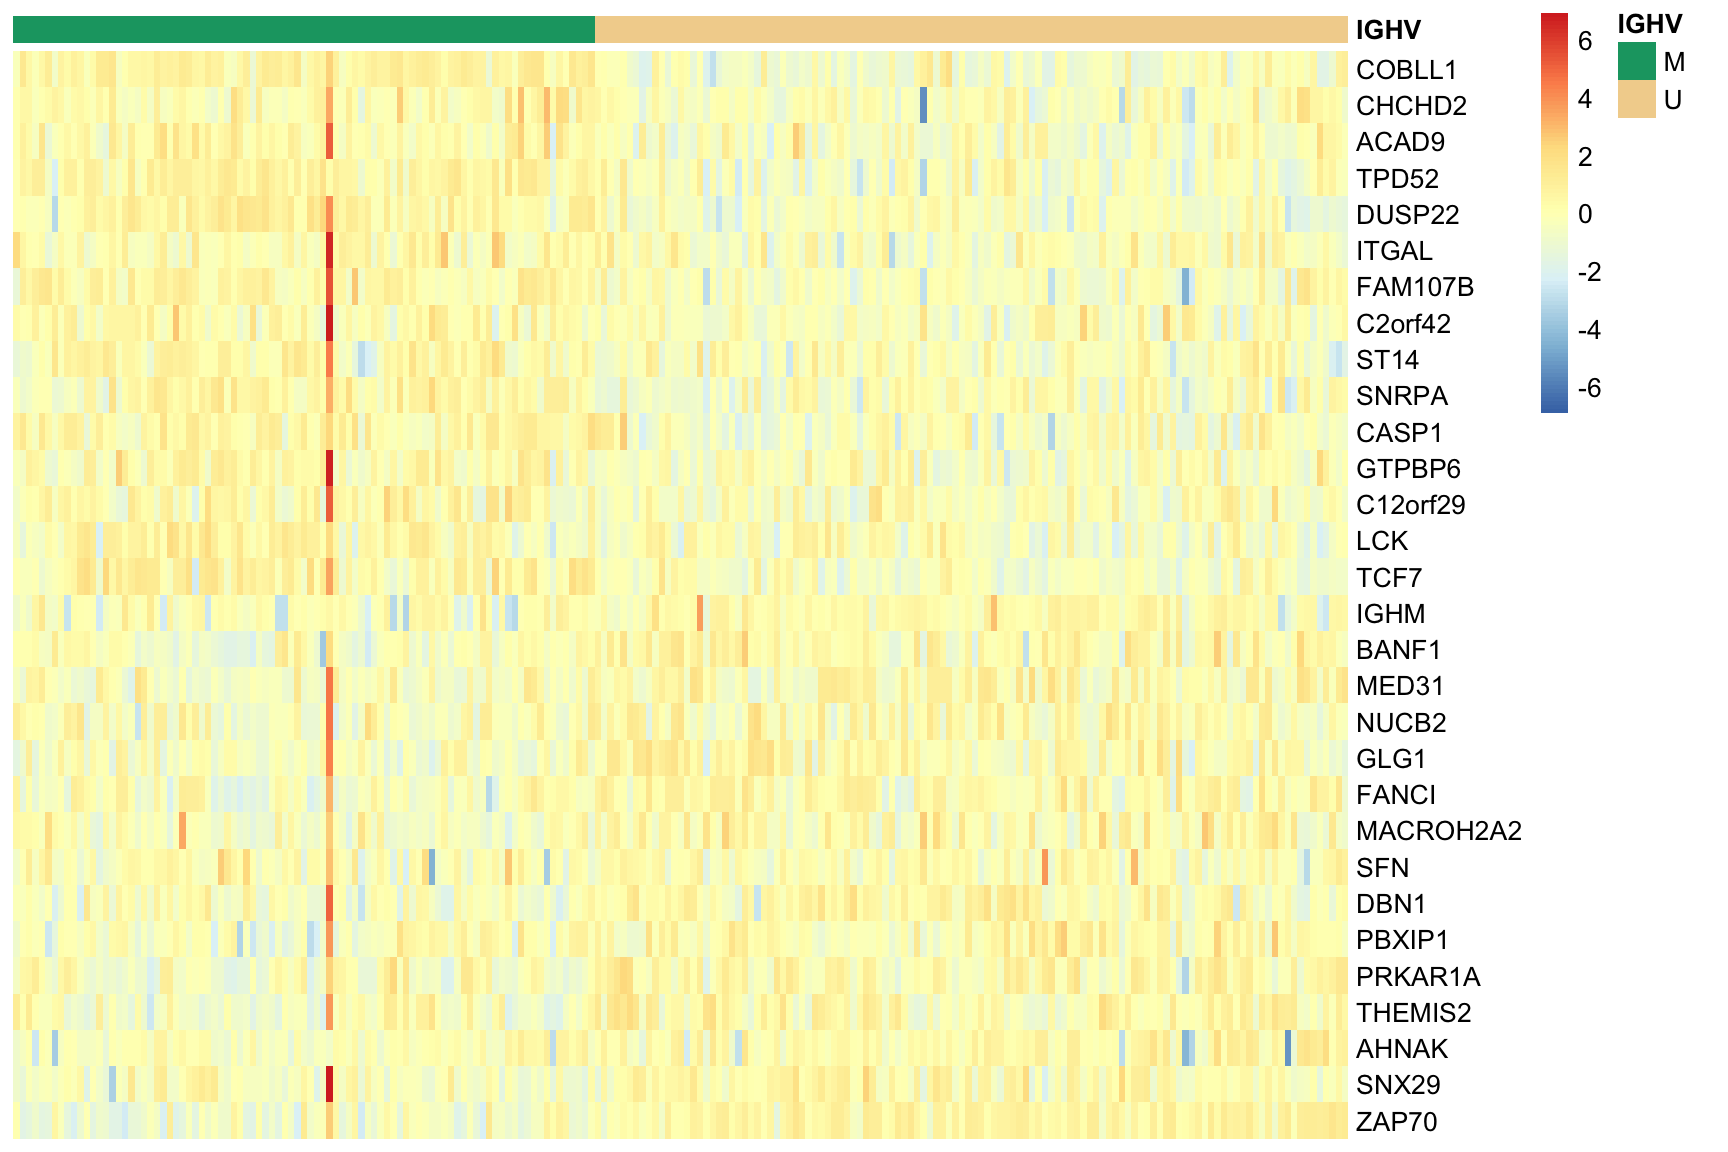 IGHV
COBLL1
CHCHD2
ACAD9
TPD52
DUSP22
ITGAL
FAM107B
C2orf42
ST14
SNRPA
CASP1
GTPBP6
C12orf29
LCK
TCF7
IGHM
BANF1
MED31
NUCB2
GLG1
FANCI
MACROH2A2
SFN
DBN1
PBXIP1
PRKAR1A
THEMIS2
AHNAK
SNX29
ZAP70
6
4
2
0
-2
-4
-6
IGHV
M
U